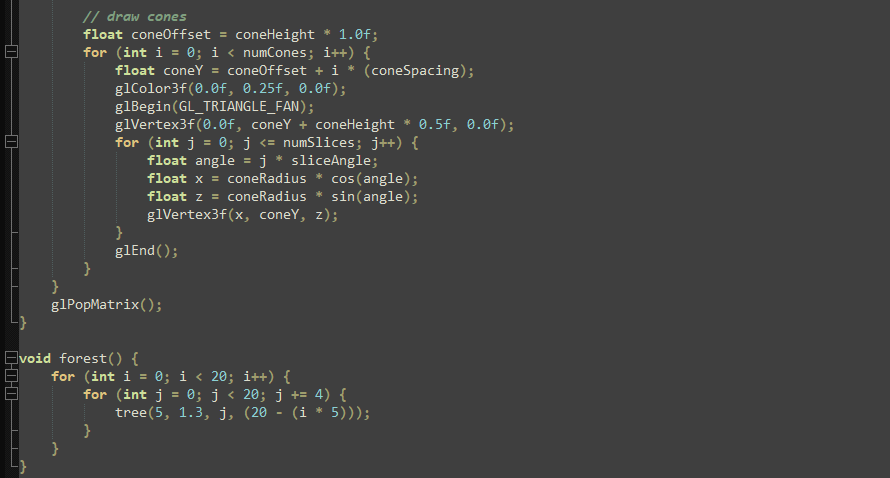 // draw cones
float coneOffset = coneHeight * 1.0f;
for (int i = 0; i < numCones; i++) {
float coneY = coneOffset + i * (coneSpacing);
glColor3f(0.0f, 0.25f, 0.0f);
glBegin(GL_TRIANGLE_FAN);
glVertex3f(0.0f, coneY + coneHeight * 0.5f, 0.0f);
for (int j = 0; j <= numSlices; j++) {
float angle = j * sliceAngle;
float x = coneRadius * cos(angle);
float z = coneRadius * sin(angle);
glVertex3f(x, coneY, z);
}
glEnd();
}
}
glPopMatrix();
}
void forest() {
for (int i = 0; i < 20; i++) {
for (int j = 0; j < 20; j += 4) {
tree(5, 1.3, j, (20 - (i * 5)));
}
}
}